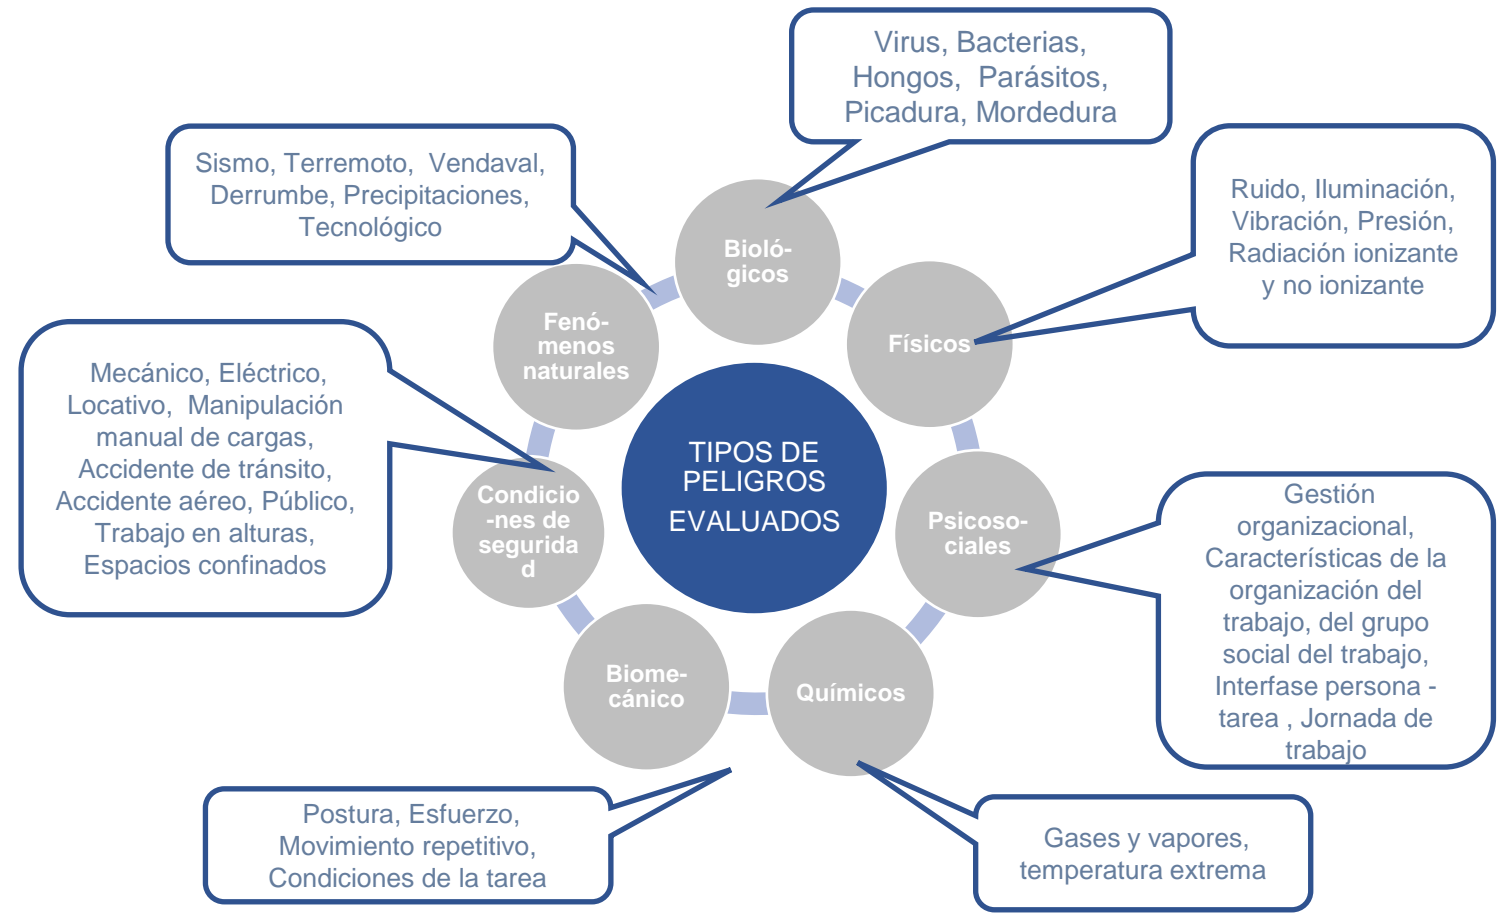 Virus, Bacterias,
Hongos, Parásitos,
Picadura, Mordedura
Sismo, Terremoto, Vendaval,
Derrumbe, Precipitaciones,
Tecnológico
Ruido, Iluminación,
Vibración, Presión,
Radiación ionizante
y no ionizante
Bioló-
gicos
Fenó-
menos
naturales
Físicos
Mecánico, Eléctrico,
Locativo, Manipulación
manual de cargas,
Accidente de tránsito,
Accidente aéreo, Público,
Trabajo en alturas,
Espacios confinados
TIPOS DE
PELIGROS
EVALUADOS
Condicio
-nes de
segurida
d
Psicoso-
ciales
Gestión
organizacional,
Características de la
organización del
trabajo, del grupo
social del trabajo,
Interfase persona -
tarea , Jornada de
trabajo
Biome-
cánico
Químicos
Postura, Esfuerzo,
Movimiento repetitivo,
Condiciones de la tarea
Gases y vapores,
temperatura extrema